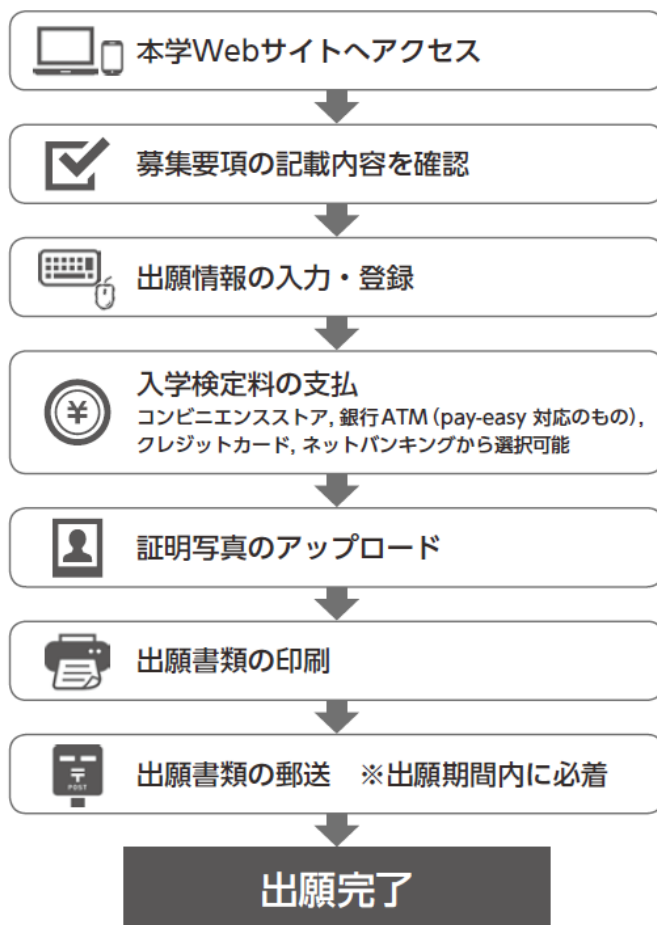 本学Webサイトへアクセス
募集要項の記載内容を確認
出願情報の入力・登録
¥
入学検定料の支払
コンビニエンスストア, 銀行ATM (pay-easy 対応のもの),
クレジットカード, ネットバンキングから選択可能
証明写真のアップロード
出願書類の印刷
〒
POST
出願書類の郵送　※出願期間内に必着
出願完了